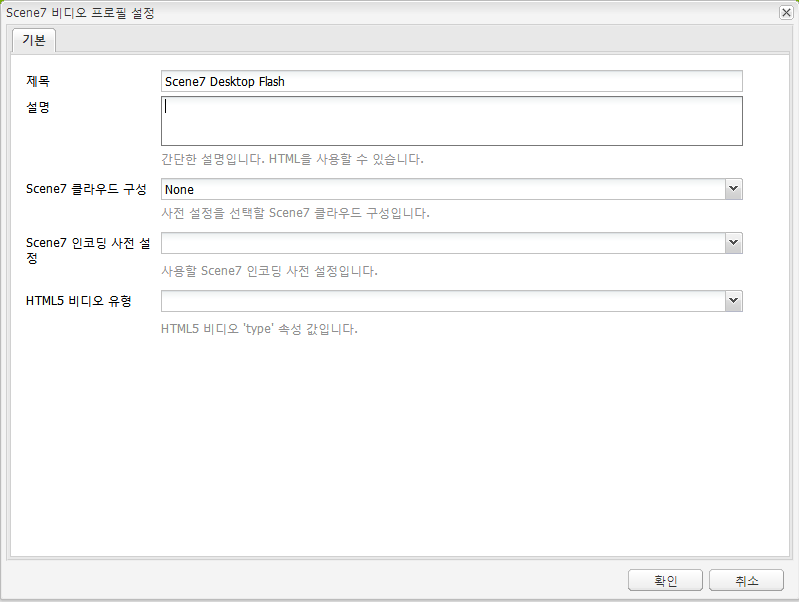 Scene7 비디오 프로필 설정
기본
제목
Scene7 Desktop Flash
설명
간단한 설명입니다. HTML을 사용할 수 있습니다.
Scene7 클라우드 구성
None
사전 설정을 선택할 Scene7 클라우드 구성입니다.
Scene7 인코딩 사전 설
정
사용할 Scene7 인코딩 사전 설정입니다.
HTML5 비디오 유형
HTML5 비디오 'type' 속성 값입니다.
확인
취소